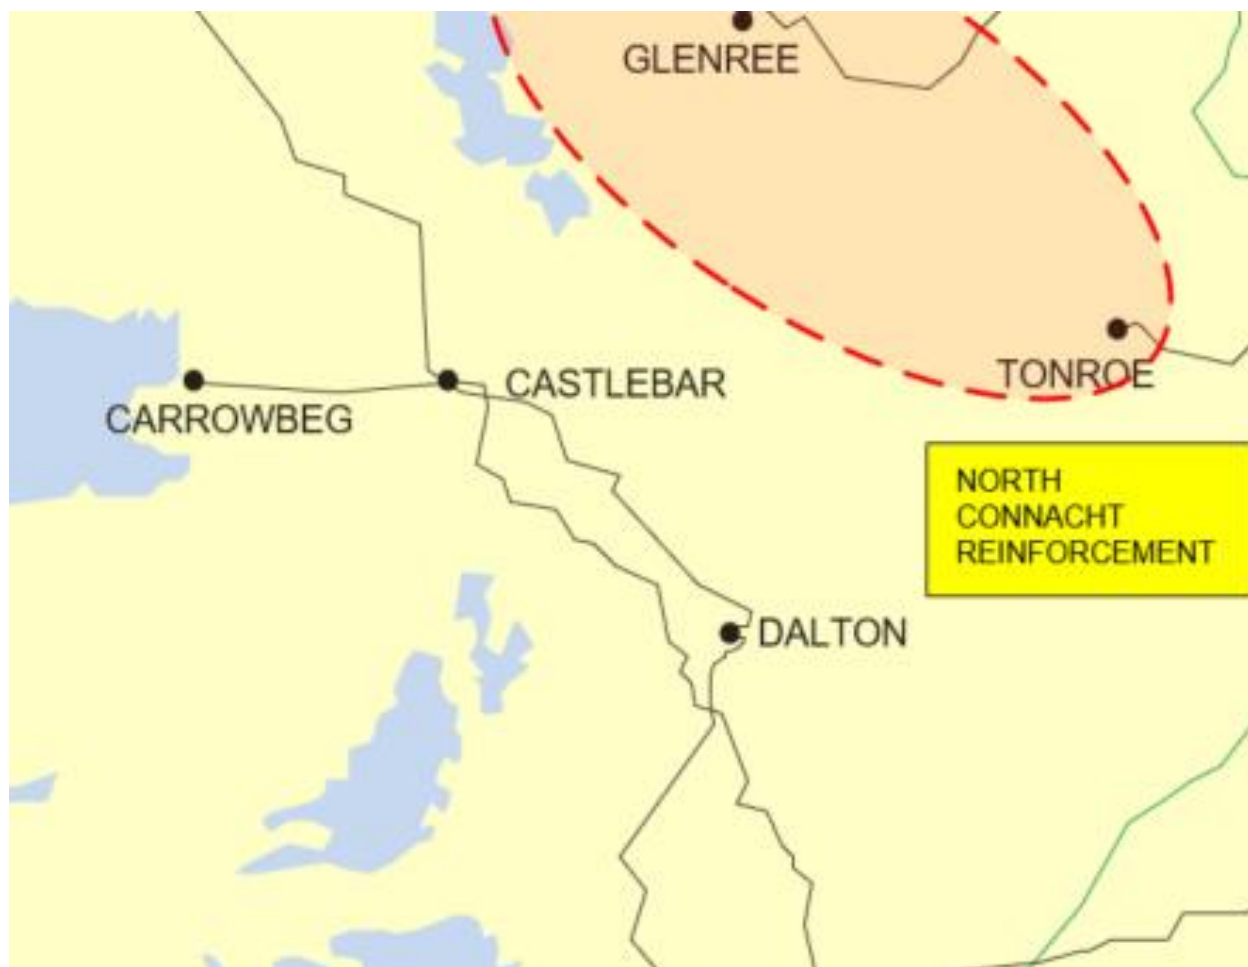 GLENREE
TONROE
CASTLEBAR
CARROWBEG
NORTH
CONNACHT
REINFORCEMENT
DALTON